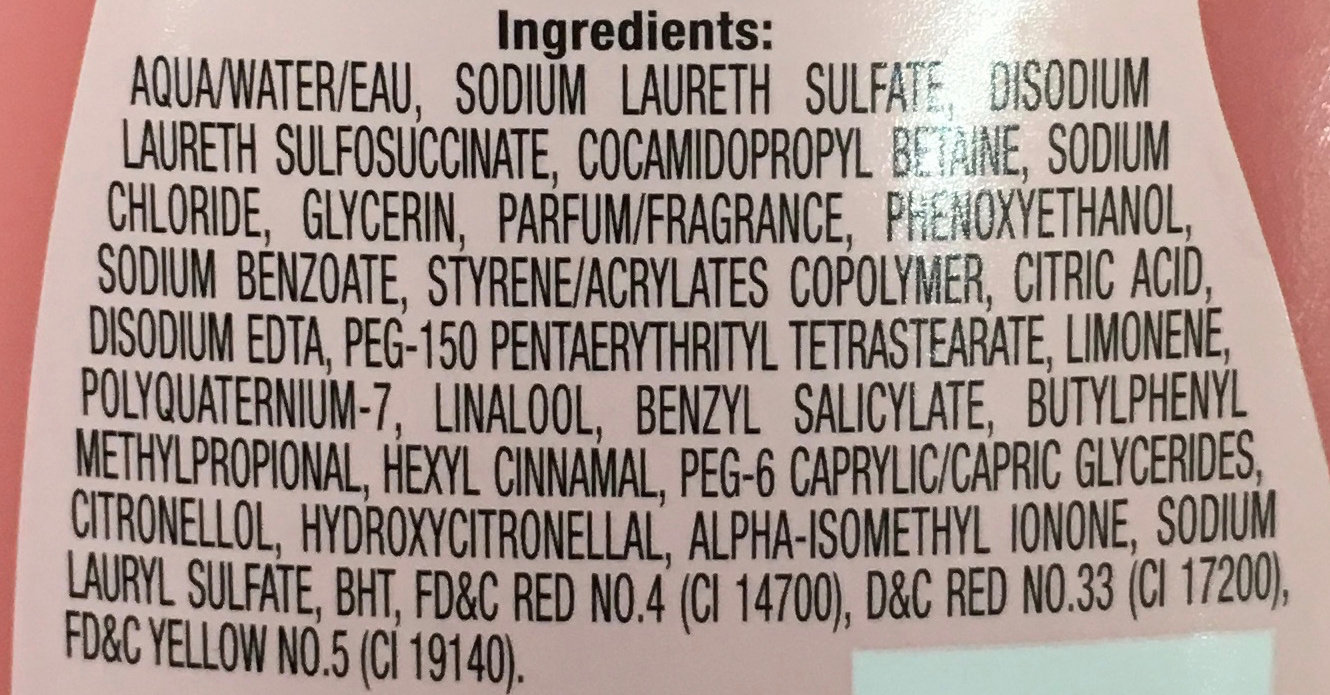 Ingredients:
AQUA/WATER/EAU, SODIUM LAURETH SULFATE, DISODIUM
LAURETH SULFOSUCCINATE, COCAMIDOPROPYL BETAINE, SODIUM
CHLORIDE, GLYCERIN, PARFUM/FRAGRANCE, PHENOXYETHANOL,
SODIUM BENZOATE, STYRENE/ACRYLATES COPOLYMER, CITRIC ACID,
DISODIUM EDTA, PEG-150 PENTAERYTHRITYL TETRASTEARATE, LIMONENE,
POLYQUATERNIUM-7, LINALOOL, BENZYL SALICYLATE, BUTYLPHENYL
METHYLPROPIONAL, HEXYL CINNAMAL, PEG-6 CAPRYLIC/CAPRIC GLYCERIDES,
CITRONELLOL, HYDROXYCITRONELLAL, ALPHA-ISOMETHYL IONONE, SODIUM
LAURYL SULFATE, BHT, FD&C RED NO.4 (CI 14700), D&C RED NO.33 (CI 17200),
FD&C YELLOW NO.5 (CI 19140).